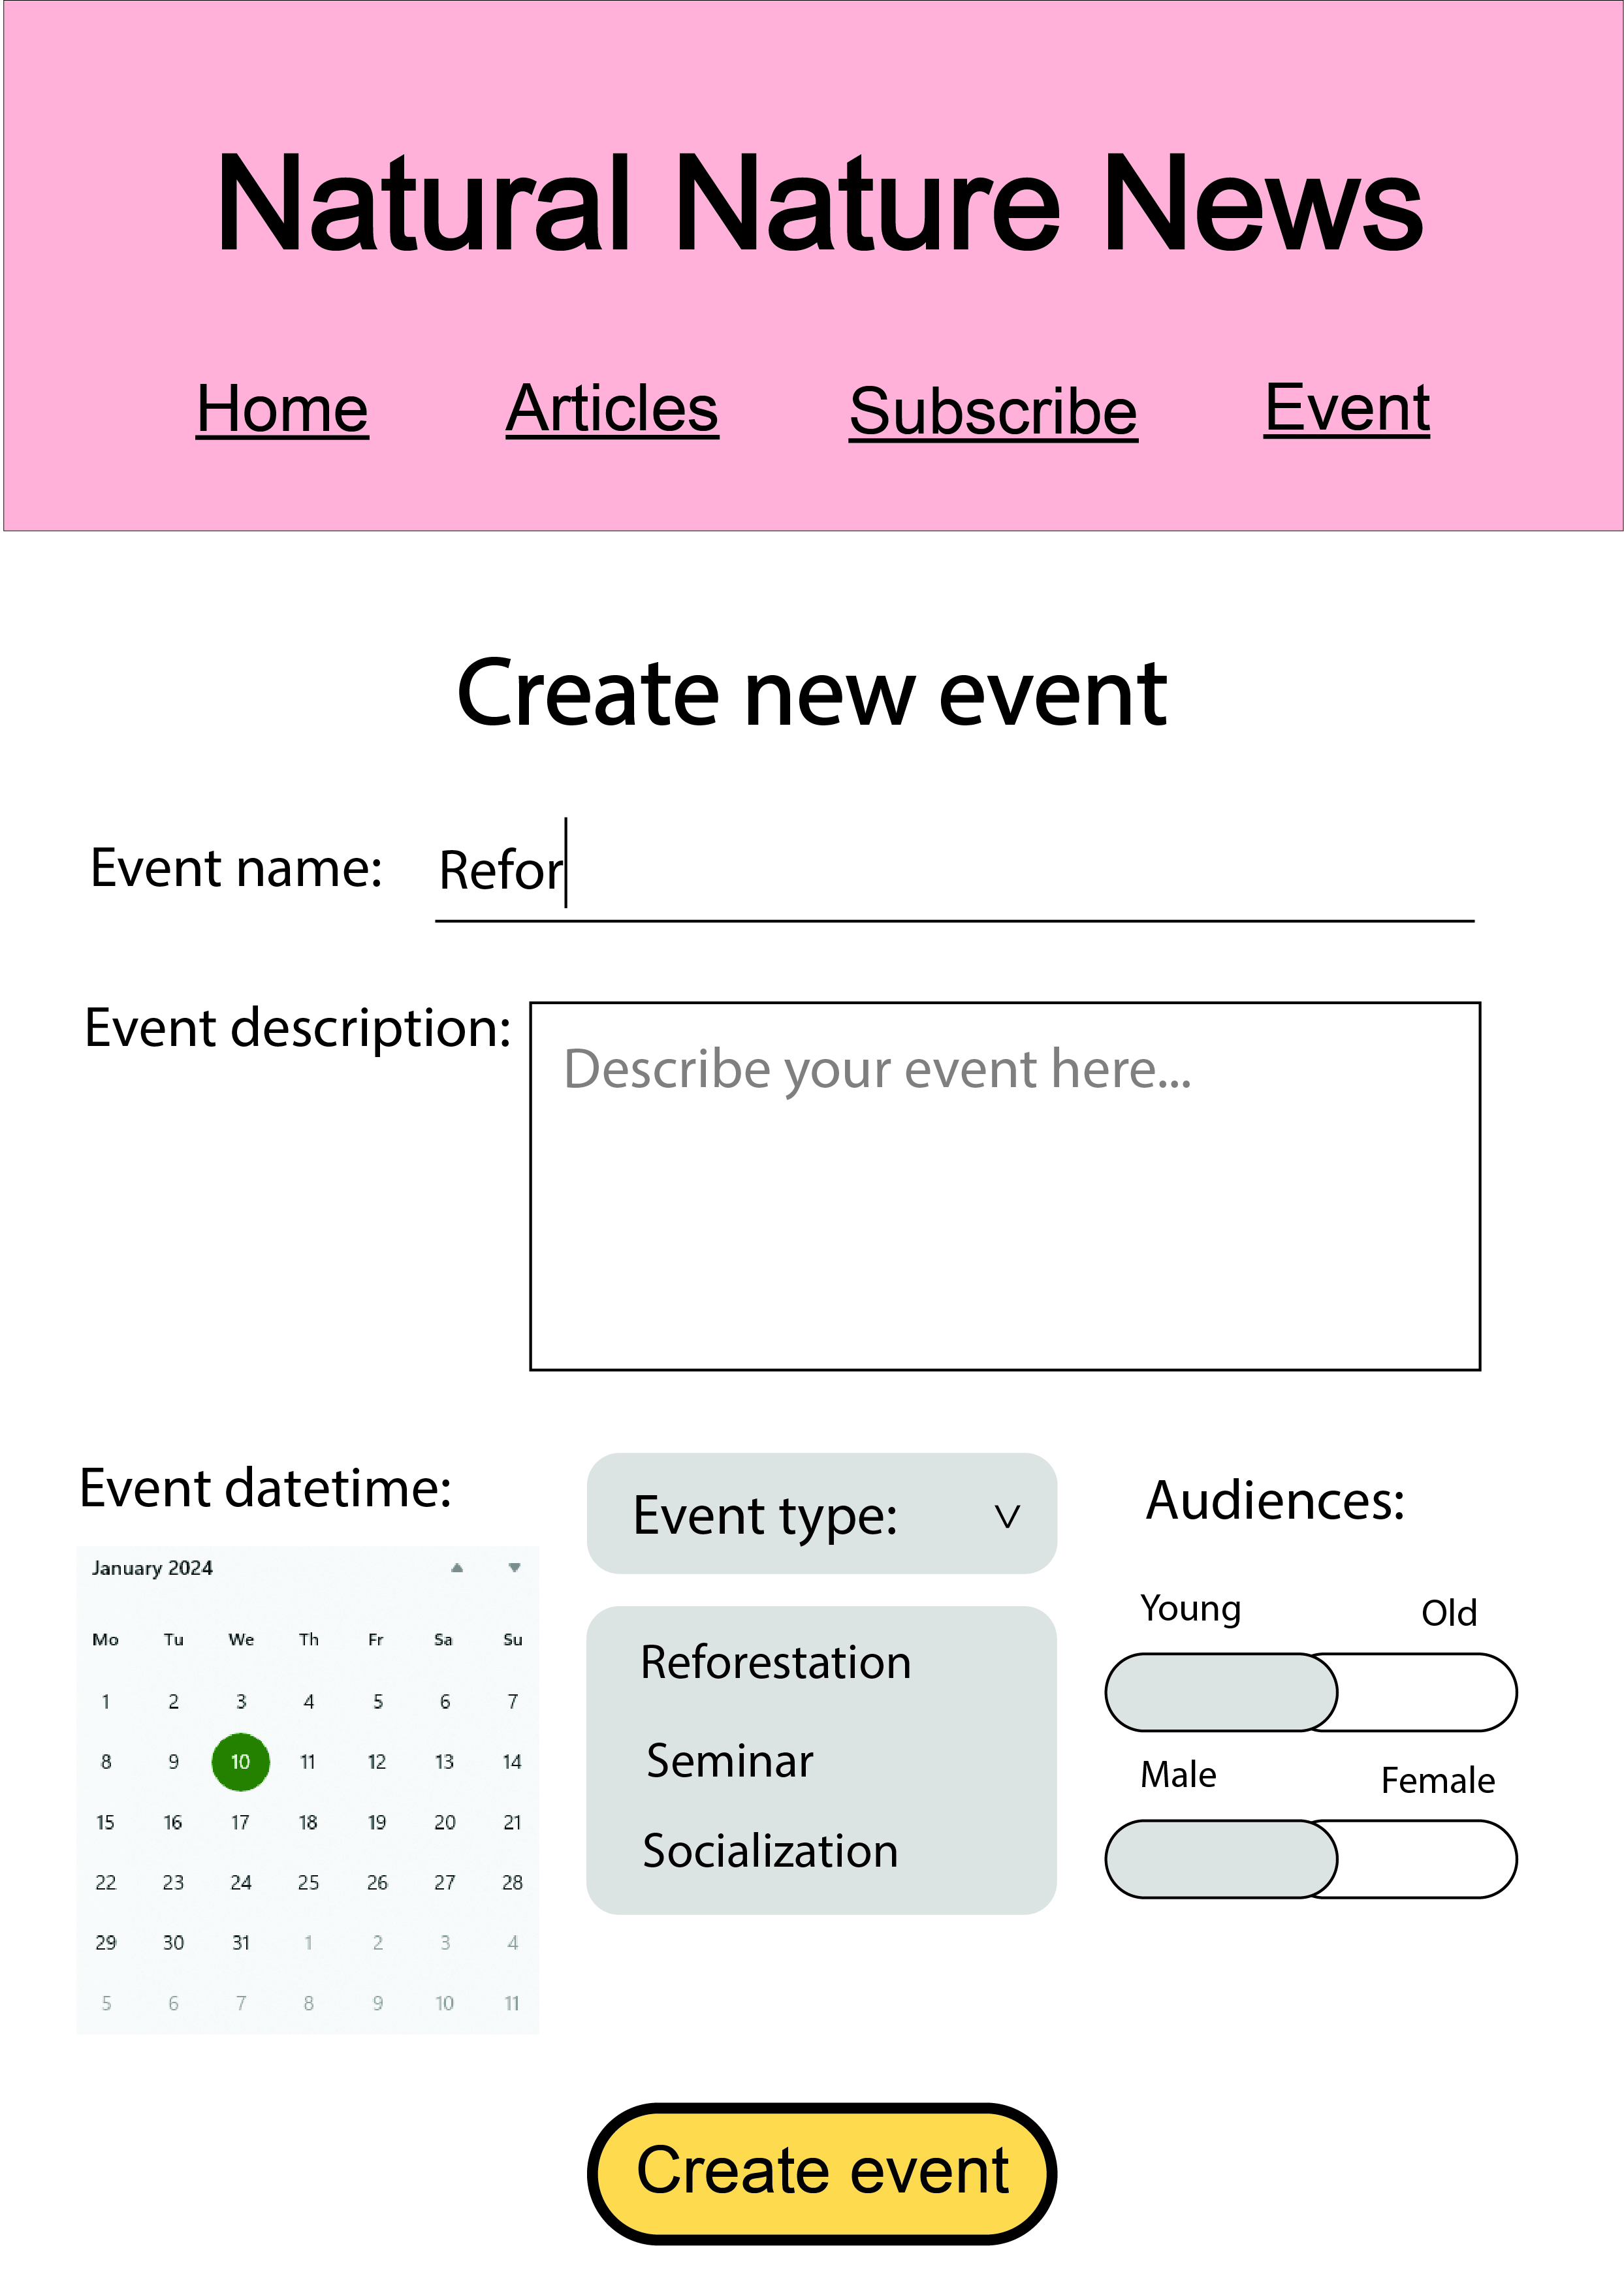 Natural Nature News
Home Articles Subscribe Event
Create new event
Event name: Refor
Event description:
Describe your event here...
Event datetime:
January 2024
Mo Tu We Th Fr Sa Su
1 2 3 4 5 6 7
8 9 10 11 12 13 14
15 16 17 18 19 20 21
22 23 24 25 26 27 28
29 30 31 1 2 3 4
5 6 7 8 9 10 11
Event type:
Reforestation
Seminar
Socialization
Audiences:
Young Old
Male Female
Create event